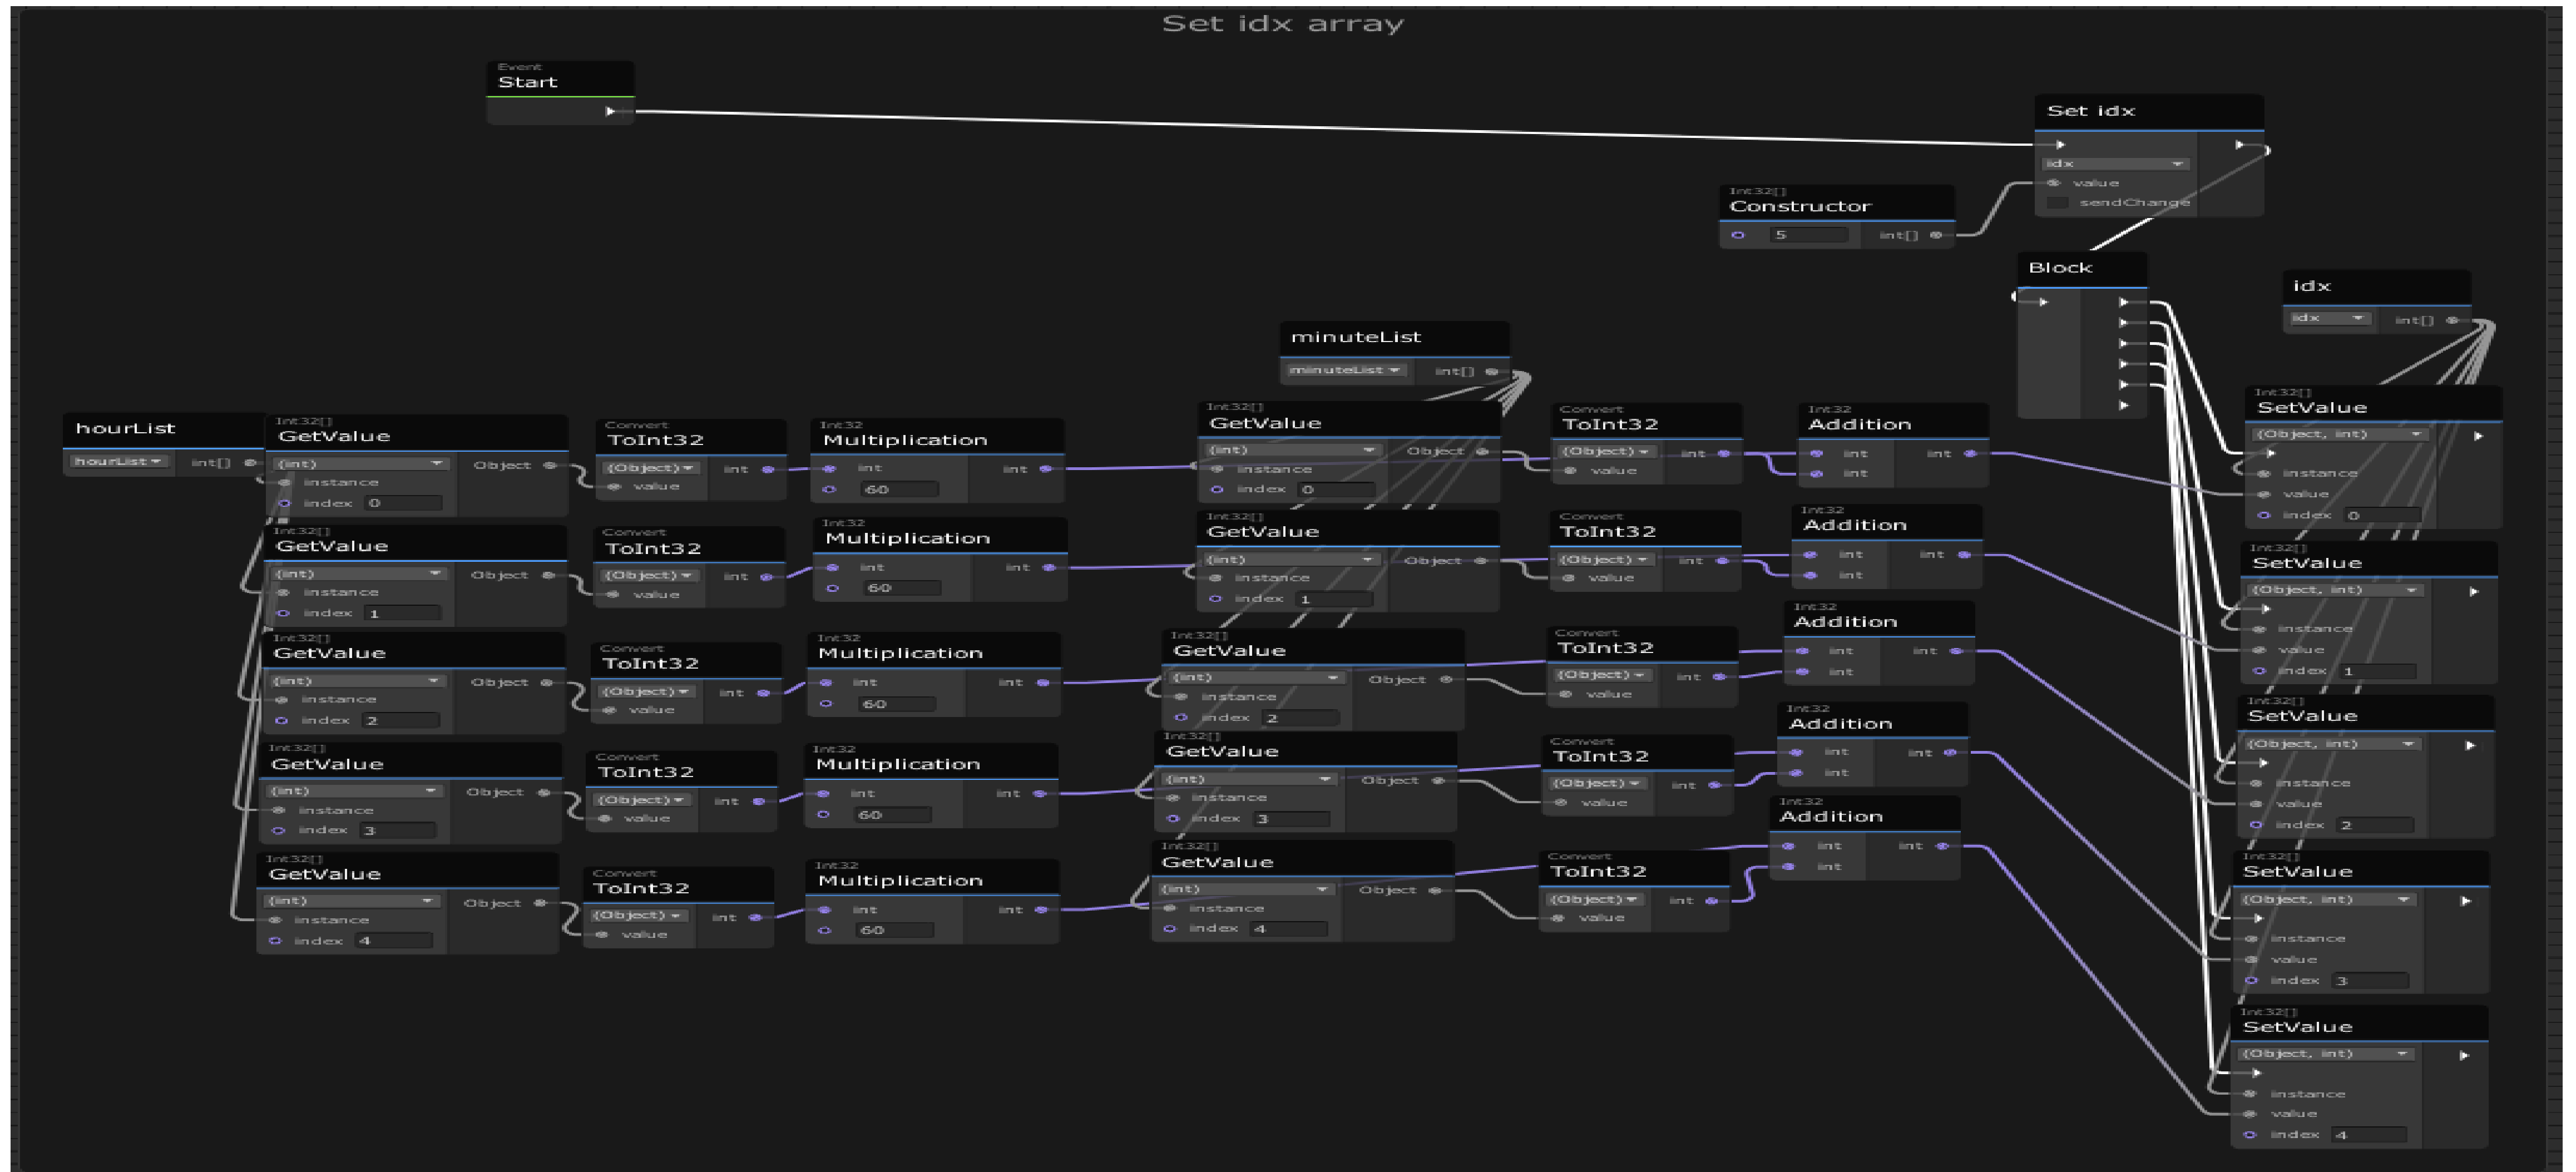 Set idx array
Event
Start
Set idx
idx
value
sendChange
Int32[]
Constructor
5 int[]
Block
idx
idx int[]
minuteList
minuteList int[]
hourList
hourList int[]
Int32[]
GetValue
(int) Object
instance
index 0
Convert
ToInt32
(Object) int
value
Int32
Multiplication
int int
60
Int32[]
GetValue
(int) Object
instance
index 0
Convert
ToInt32
(Object) int
value
Int32
Addition
int int
int
Int32[]
SetValue
(Object, int)
instance
value
index 0
Int32[]
GetValue
(int) Object
instance
index 1
Convert
ToInt32
(Object) int
value
Int32
Multiplication
int int
60
Int32[]
GetValue
(int) Object
instance
index 1
Convert
ToInt32
(Object) int
value
Int32
Addition
int int
int
Int32[]
SetValue
(Object, int)
instance
value
index 1
Int32[]
GetValue
(int) Object
instance
index 2
Convert
ToInt32
(Object) int
value
Int32
Multiplication
int int
60
Int32[]
GetValue
(int) Object
instance
index 2
Convert
ToInt32
(Object) int
value
Int32
Addition
int int
int
Int32[]
SetValue
(Object, int)
instance
value
index 2
Int32[]
GetValue
(int) Object
instance
index 3
Convert
ToInt32
(Object) int
value
Int32
Multiplication
int int
60
Int32[]
GetValue
(int) Object
instance
index 3
Convert
ToInt32
(Object) int
value
Int32
Addition
int int
int
Int32[]
SetValue
(Object, int)
instance
value
index 3
Int32[]
GetValue
(int) Object
instance
index 4
Convert
ToInt32
(Object) int
value
Int32
Multiplication
int int
60
Int32[]
GetValue
(int) Object
instance
index 4
Convert
ToInt32
(Object) int
value
Int32
Addition
int int
int
Int32[]
SetValue
(Object, int)
instance
value
index 4